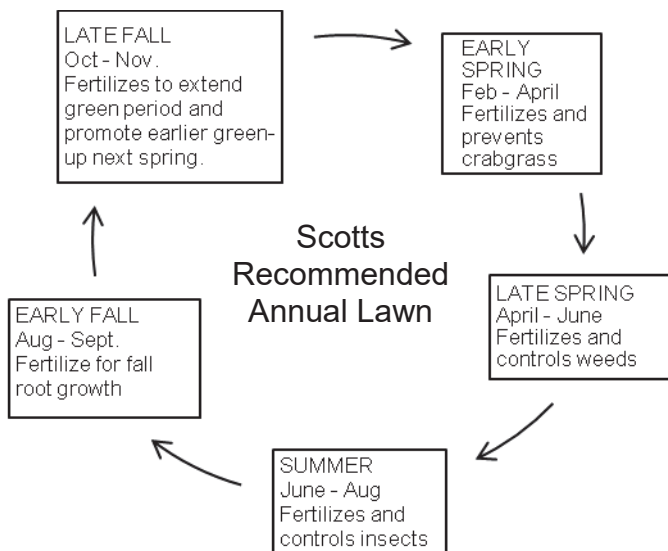 LATE FALL
Oct - Nov.
Fertilizes to extend
green period and
promote earlier green-
up next spring.
EARLY
SPRING
Feb - April
Fertilizes and
prevents
crabgrass
Scotts
Recommended
Annual Lawn
LATE SPRING
April - June
Fertilizes and
controls weeds
EARLY FALL
Aug - Sept.
Fertilize for fall
root growth
SUMMER
June - Aug
Fertilizes and
controls insects